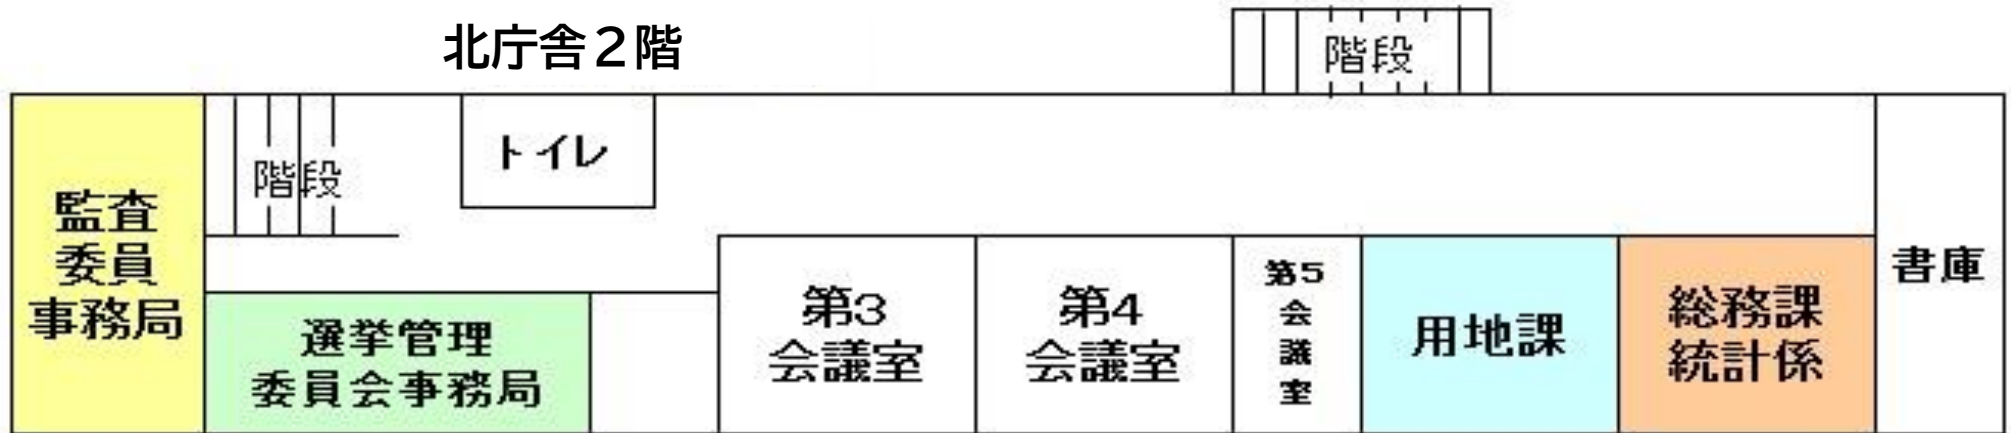 北庁舎２階
階段
監査
委員
事務局
階段
トイレ
選挙管理
委員会事務局
第3
会議室
第4
会議室
第5
会
議
室
用地課
総務課
統計係
書庫